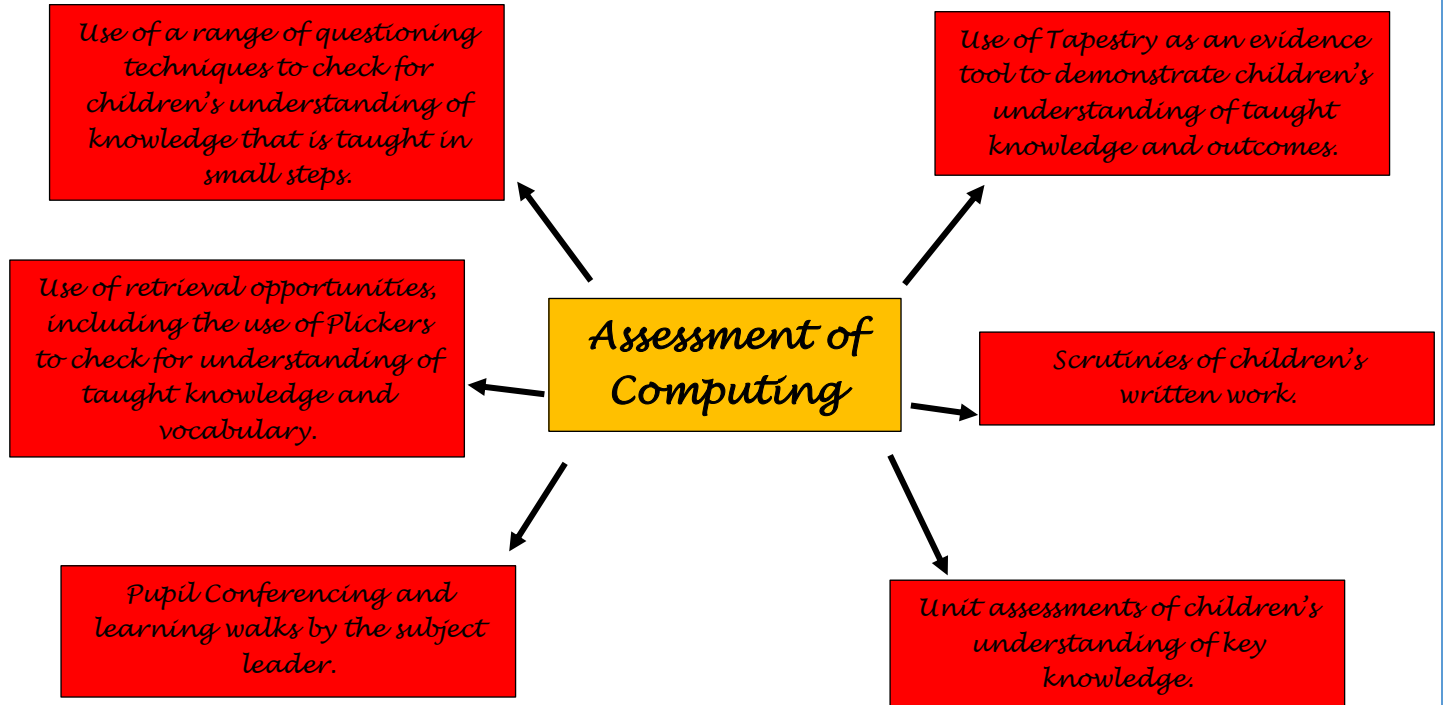 Use of a range of questioning
techniques to check for
children's understanding of
knowledge that is taught in
small steps.
Use of Tapestry as an evidence
tool to demonstrate children's
understanding of taught
knowledge and outcomes.
Use of retrieval opportunities,
including the use of Plickers
to check for understanding of
taught knowledge and
vocabulary.
Assessment of
Computing
Scrutinies of children's
written work.
Pupil Conferencing and
learning walks by the subject
leader.
Unit assessments of children's
understanding of key
knowledge.